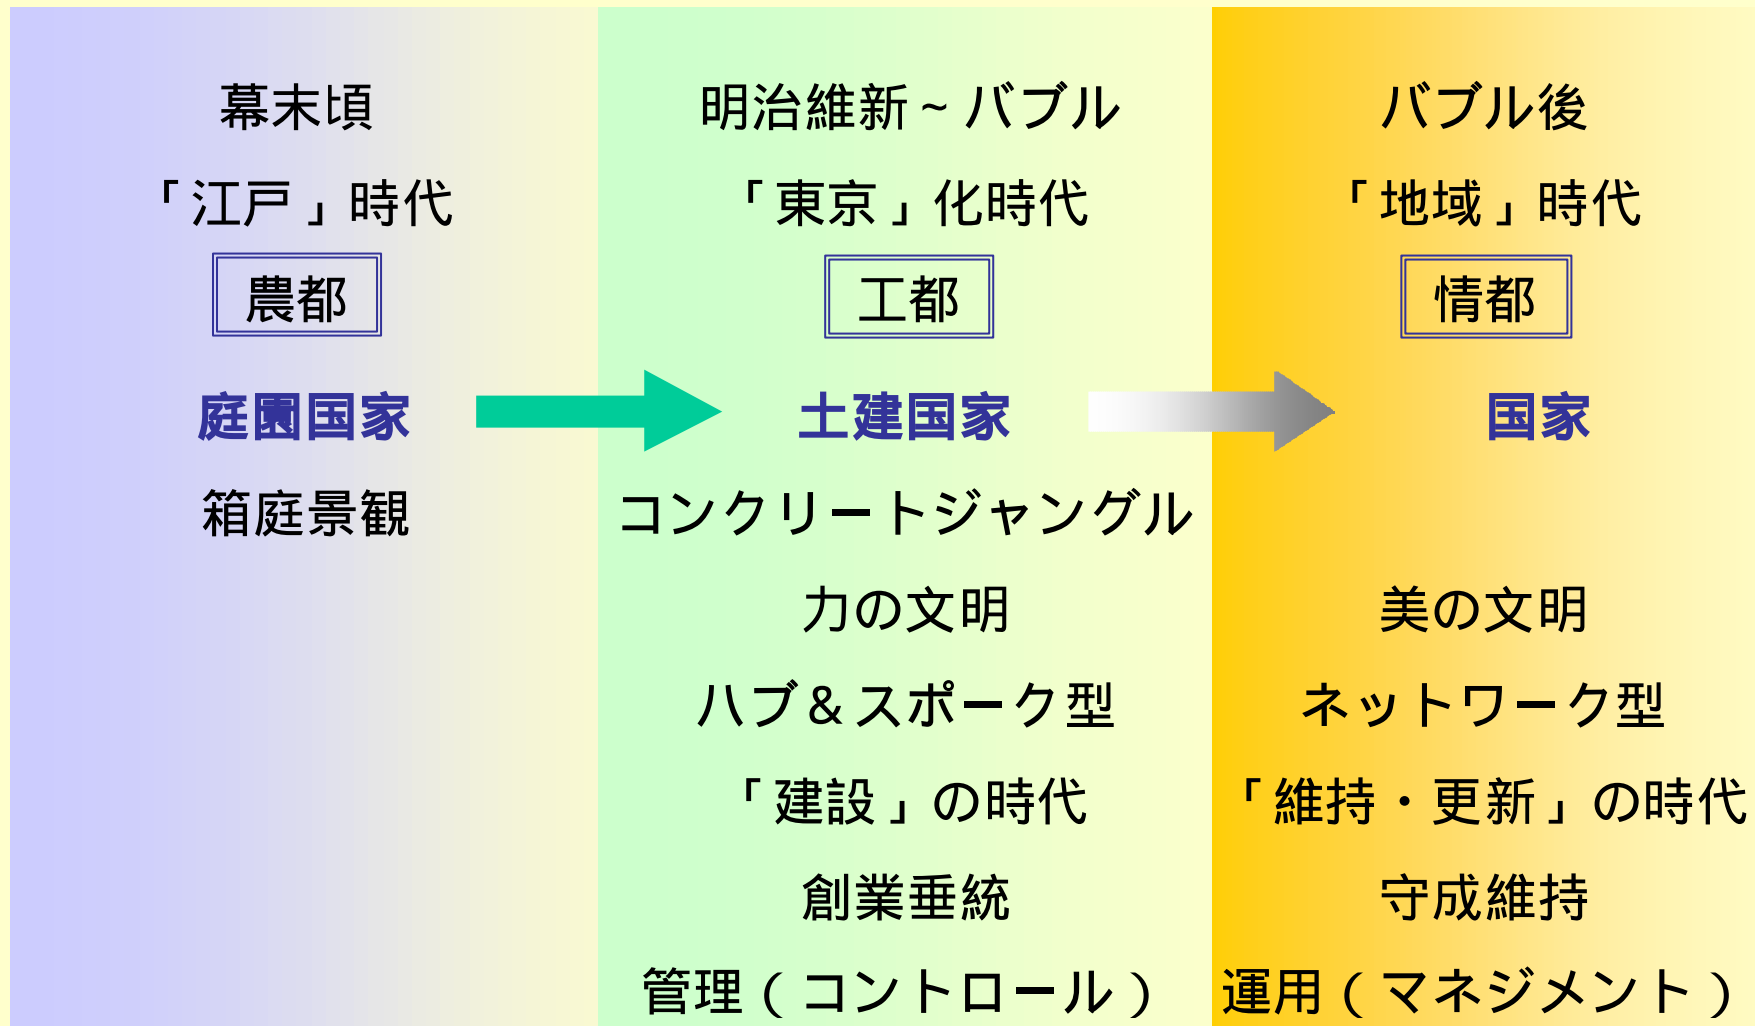 幕末頃
「江戸」時代
農都
庭園国家
箱庭景観
明治維新～バブル
「東京」化時代
工都
土建国家
コンクリートジャングル
力の文明
ハブ＆スポーク型
「建設」の時代
創業垂統
管理（コントロール）
バブル後
「地域」時代
情都
国家
美の文明
ネットワーク型
「維持・更新」の時代
守成維持
運用（マネジメント）